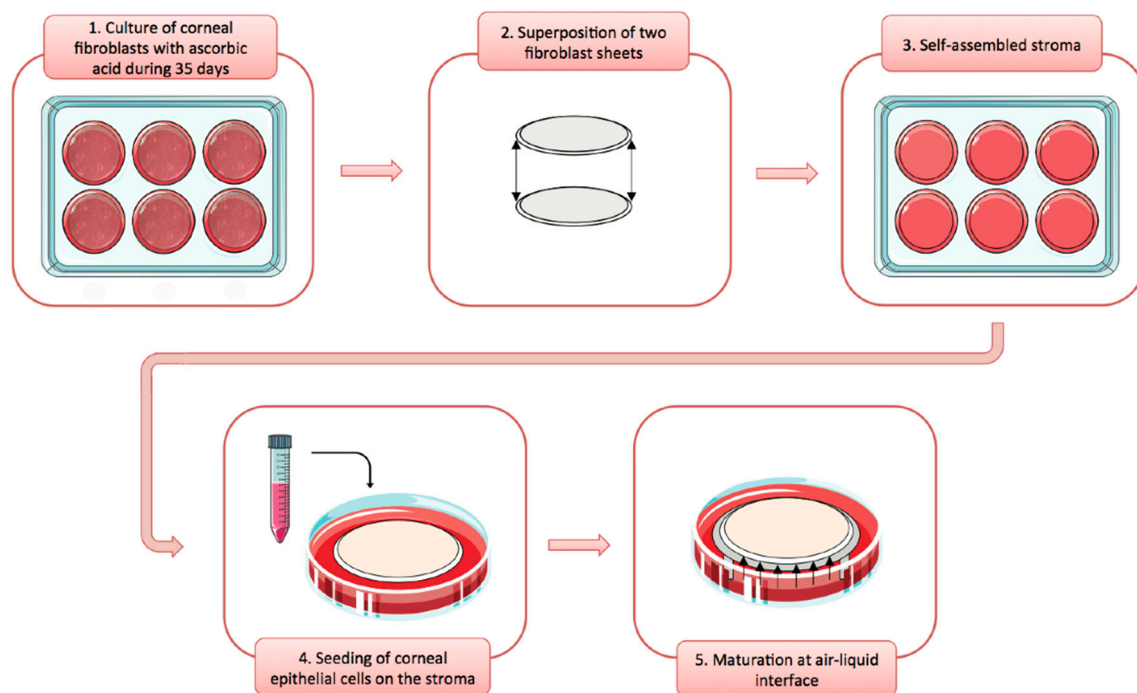 1. Culture of corneal
fibroblasts with ascorbic
acid during 35 days
2. Superposition of two
fibroblast sheets
3. Self-assembled stroma
4. Seeding of corneal
epithelial cells on the stroma
5. Maturation at air-liquid
interface